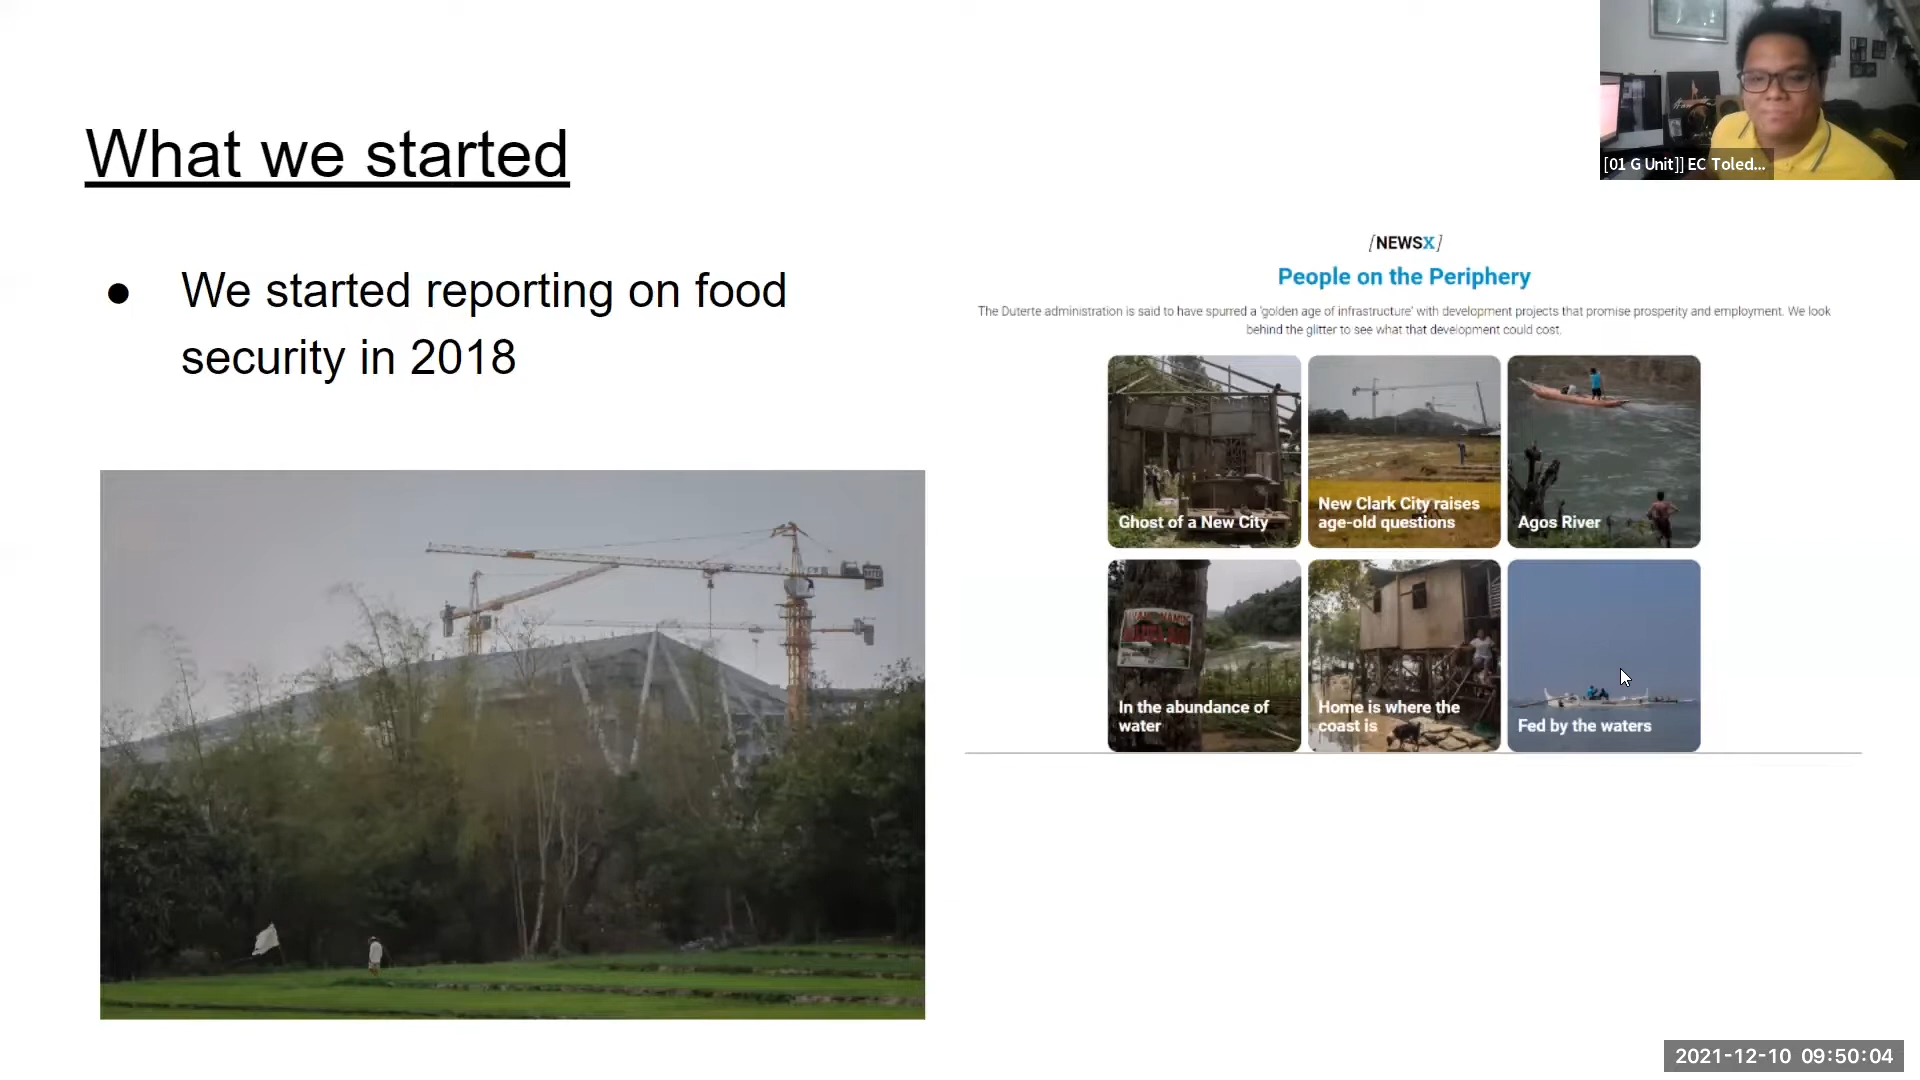 What we started
● We started reporting on food
security in 2018
[01 G Unit]] EC Toled...
[NEWSX]
People on the Periphery
The Duterte administration is said to have spurred a 'golden age of infrastructure' with development projects that promise prosperity and employment. We look
behind the glitter to see what that development could cost.
Ghost of a New City
New Clark City raises
age-old questions
Agos River
In the abundance of
water
Home is where the
coast is
Fed by the waters
2021-12-10 09:50:04